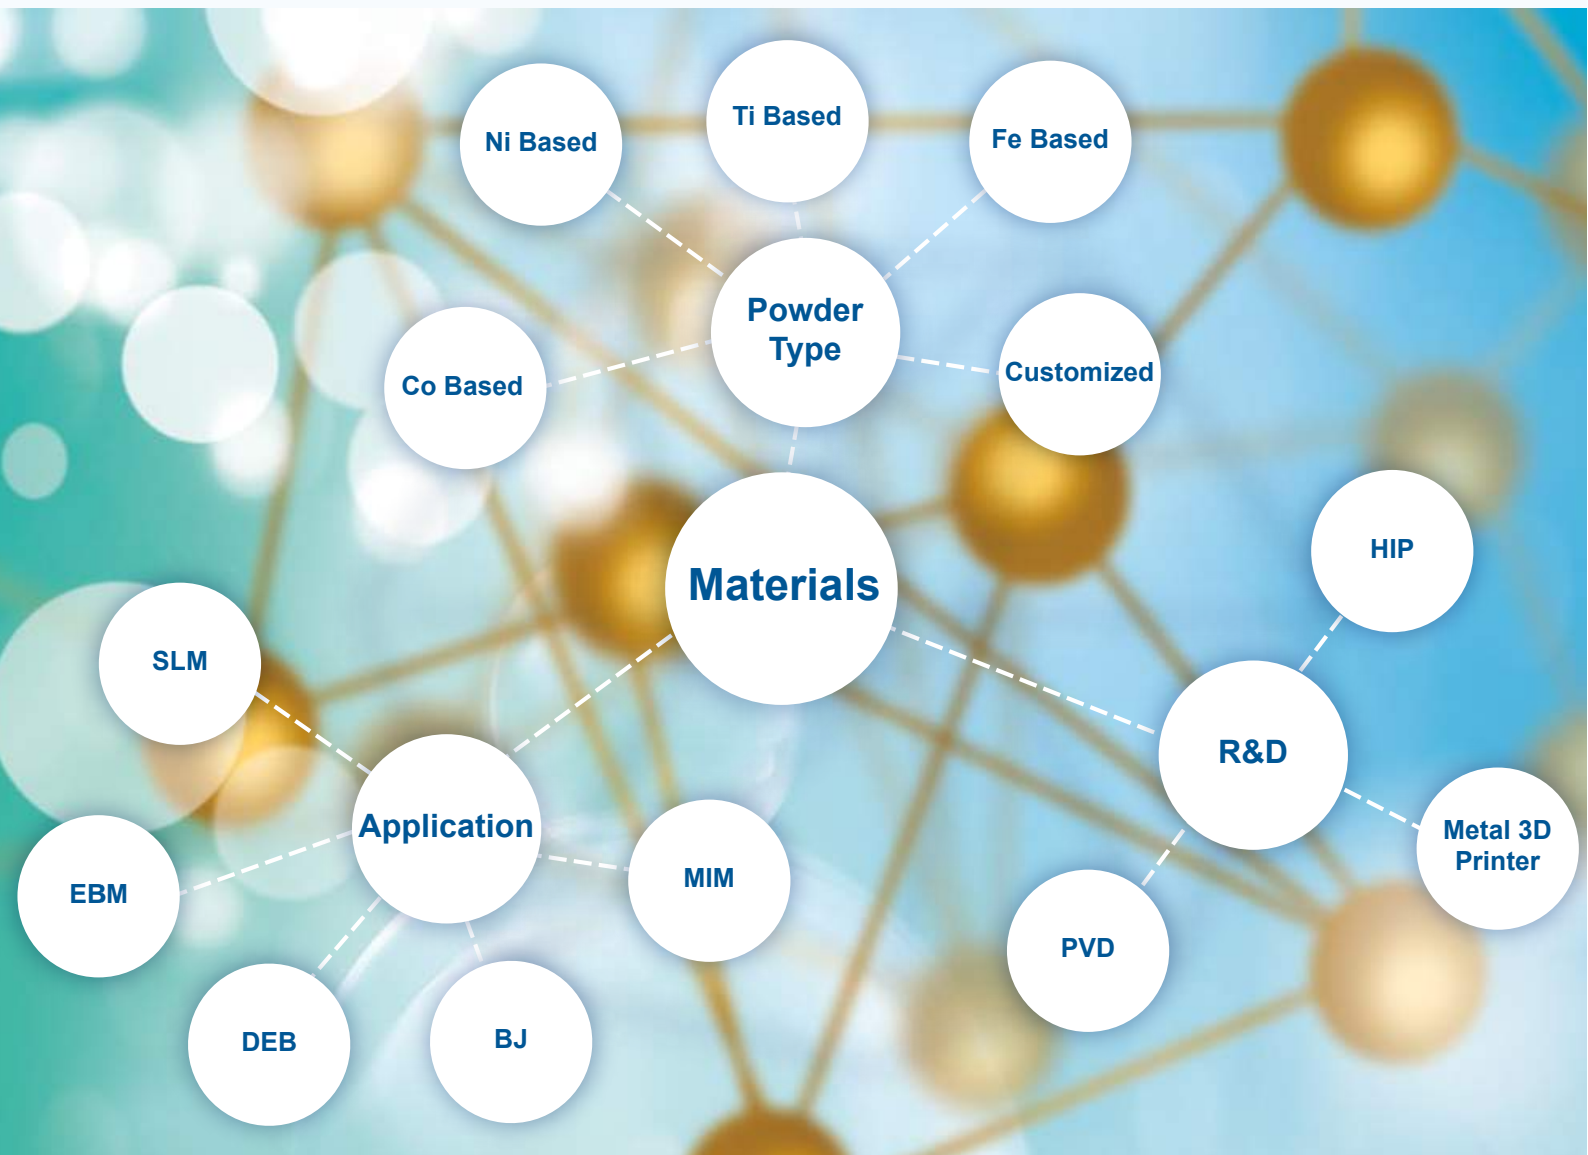 Ti Based
Ni Based
Fe Based
Powder
Type
Customized
Co Based
Materials
HIP
SLM
R&D
Application
Metal 3D
Printer
MIM
EBM
PVD
DEB
BJ